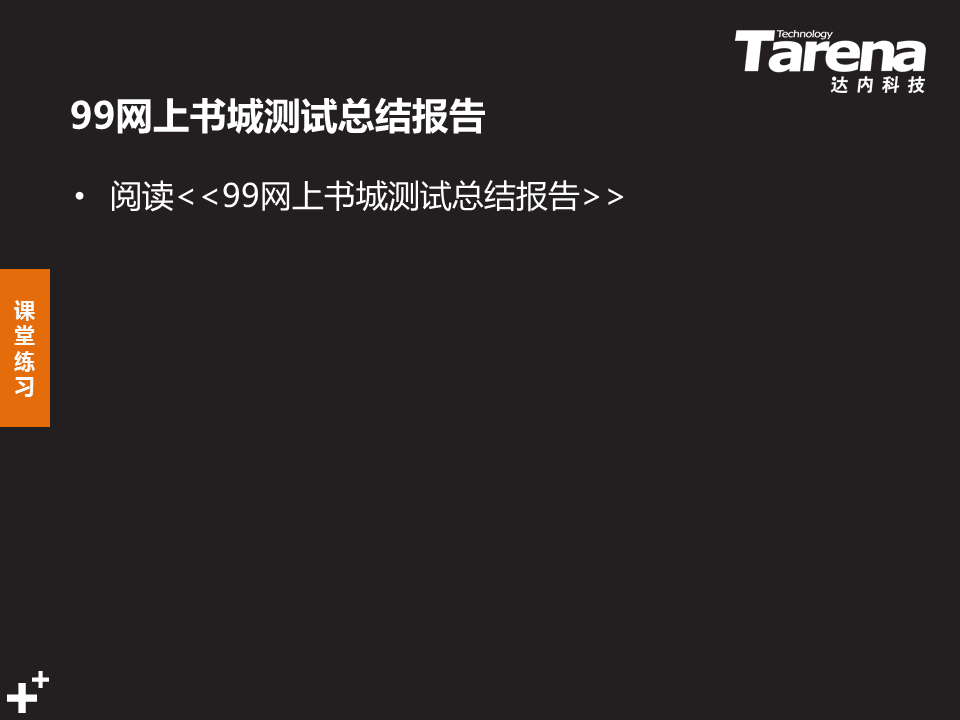 Technology
Tarena
达内科技
99网上书城测试总结报告
• 阅读<<99网上书城测试总结报告>>
课
堂
练
习